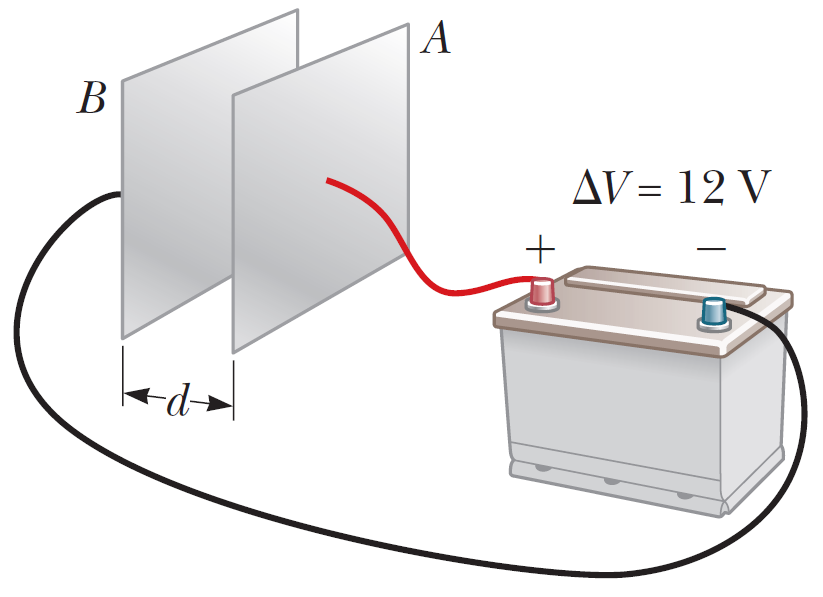 A
B
ΔV = 12 V
+ −
d